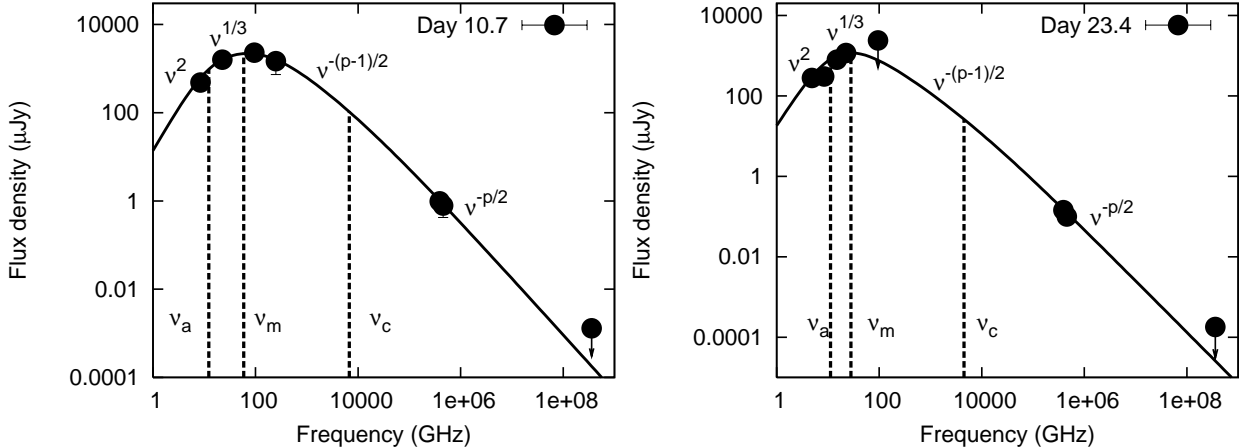 10000
100
1
0.01
0.0001
Flux density (μJy)
Day 10.7
ν^2
ν^1/3
ν^-(p-1)/2
ν^-p/2
ν_a
ν_m
ν_c
1
100
10000
1e+06
1e+08
Frequency (GHz)
10000
100
1
0.01
0.0001
Flux density (μJy)
Day 23.4
ν^2
ν^1/3
ν^-(p-1)/2
ν^-p/2
ν_a
ν_m
ν_c
1
100
10000
1e+06
1e+08
Frequency (GHz)